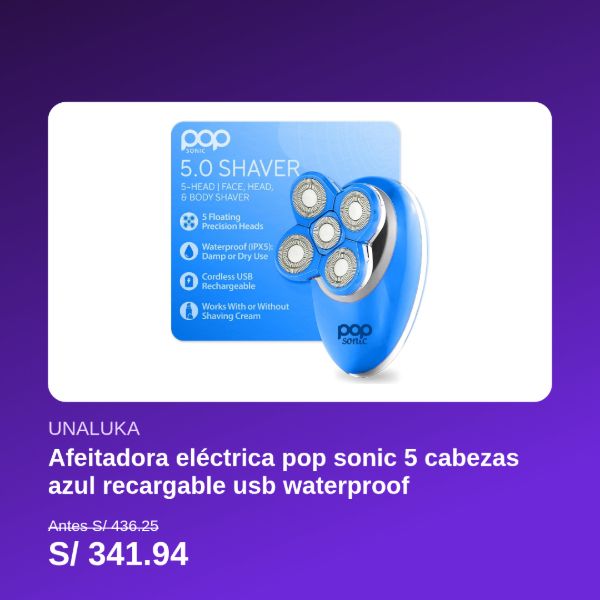 pop
SONIC
5.0 SHAVER
5-HEAD | FACE, HEAD,
& BODY SHAVER
5 Floating
Precision Heads
Waterproof (IPX5):
Damp or Dry Use
Cordless USB
Rechargeable
Works With or Without
Shaving Cream
pop
sonic
UNALUKA
Afeitadora eléctrica pop sonic 5 cabezas
azul recargable usb waterproof
Antes S/ 436.25
S/ 341.94